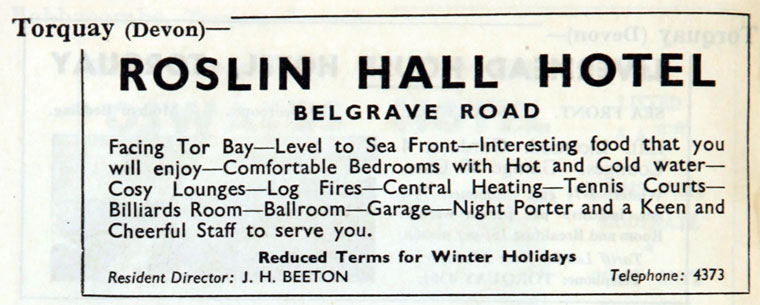 Torquay (Devon)—
ROSLIN HALL HOTEL
BELGRAVE ROAD
Facing Tor Bay—Level to Sea Front—Interesting food that you
will enjoy—Comfortable Bedrooms with Hot and Cold water—
Cosy Lounges—Log Fires—Central Heating—Tennis Courts—
Billiards Room—Ballroom—Garage—Night Porter and a Keen and
Cheerful Staff to serve you.
Reduced Terms for Winter Holidays
Resident Director: J. H. BEETON Telephone: 4373